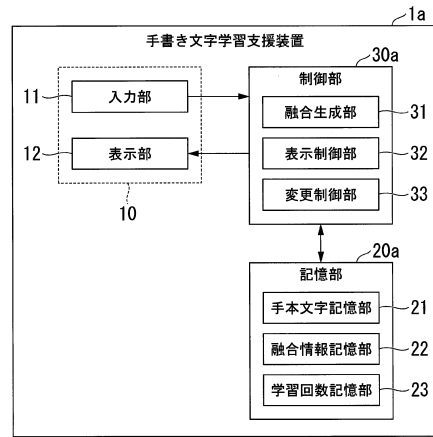 1a
手書き文字学習支援装置
30a
11
入力部
制御部
融合生成部
31
12
表示部
表示制御部
32
変更制御部
33
10
20a
記憶部
手本文字記憶部
21
融合情報記憶部
22
学習回数記憶部
23